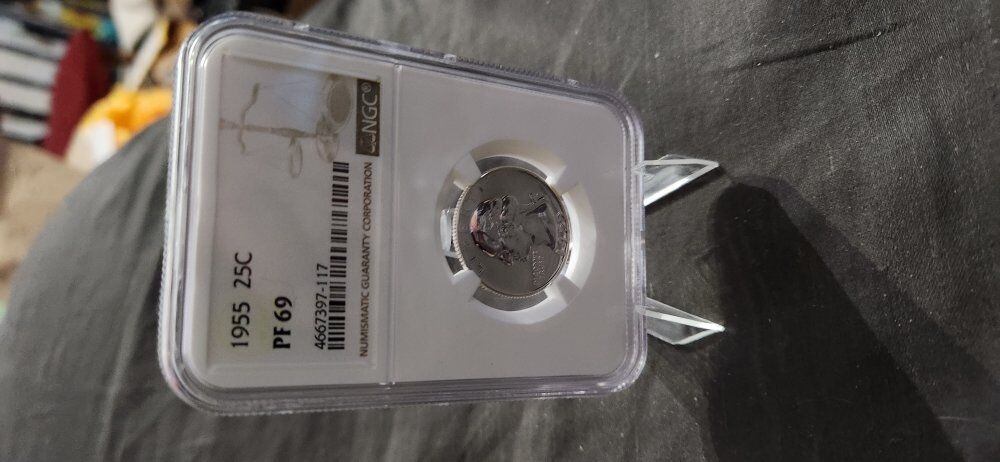 NGC®
1955 25C
PF 69
4667397-117
NUMISMATIC GUARANTY CORPORATION